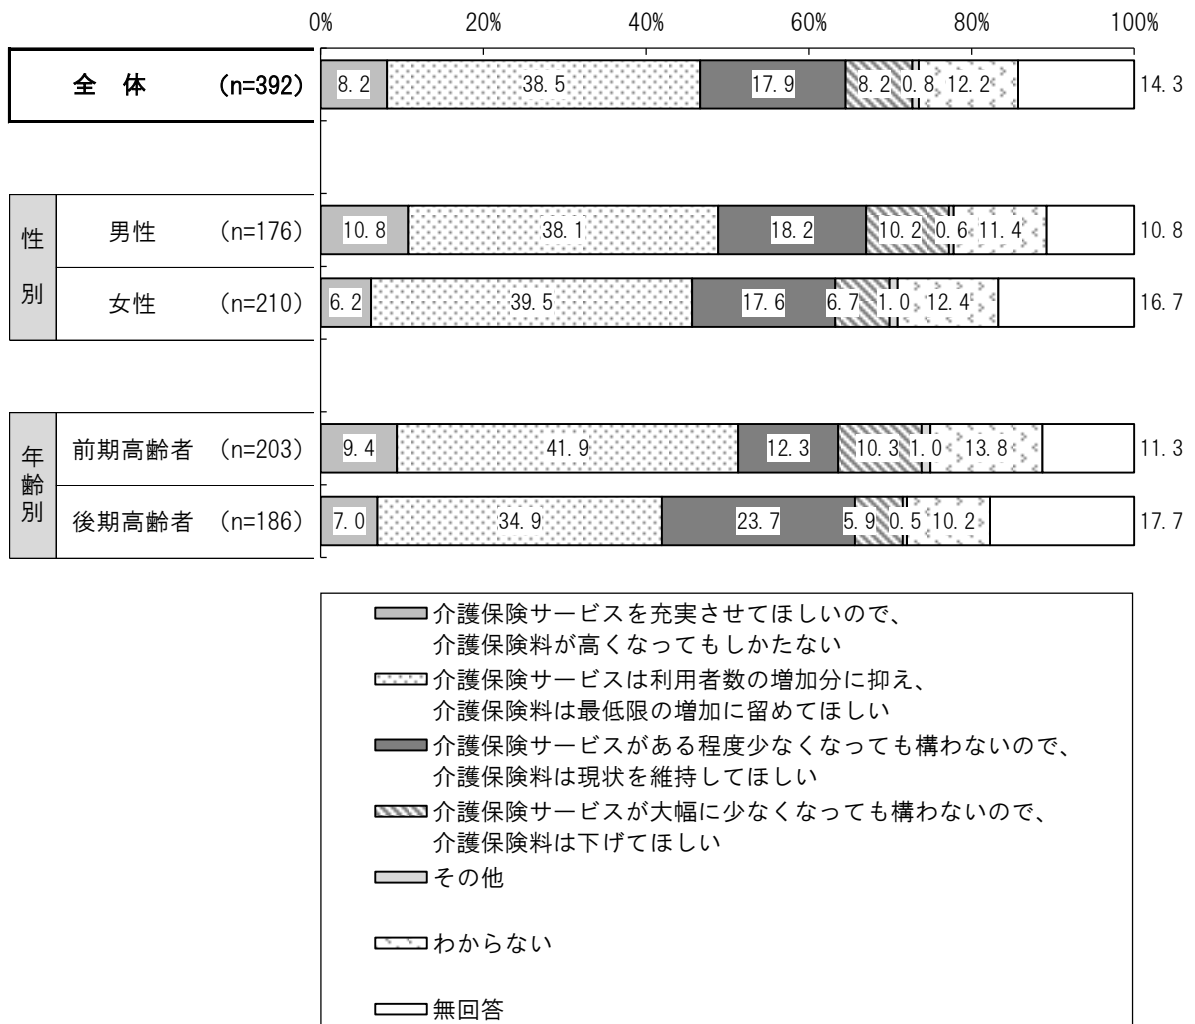 0% 20% 40% 60% 80% 100%
全 体 (n=392) 8.2 38.5 17.9 8.2 0.8 12.2 14.3
性別
男性 (n=176) 10.8 38.1 18.2 10.2 0.6 11.4 10.8
女性 (n=210) 6.2 39.5 17.6 6.7 1.0 12.4 16.7
年齢別
前期高齢者 (n=203) 9.4 41.9 12.3 10.3 1.0 13.8 11.3
後期高齢者 (n=186) 7.0 34.9 23.7 5.9 0.5 10.2 17.7
介護保険サービスを充実させてほしいので、
介護保険料が高くなってもしかたない
介護保険サービスは利用者数の増加分に抑え、
介護保険料は最低限の増加に留めてほしい
介護保険サービスがある程度少なくなっても構わないので、
介護保険料は現状を維持してほしい
介護保険サービスが大幅に少なくなっても構わないので、
介護保険料は下げてほしい
その他
わからない
無回答